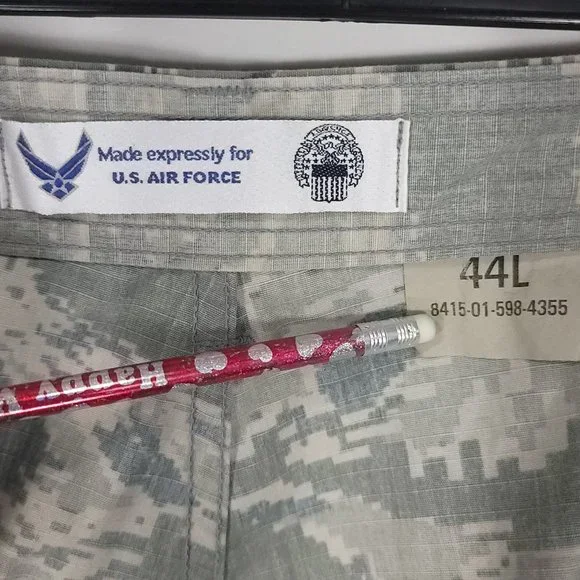 Made expressly for
U.S. AIR FORCE
44L
8415-01-598-4355
Happy